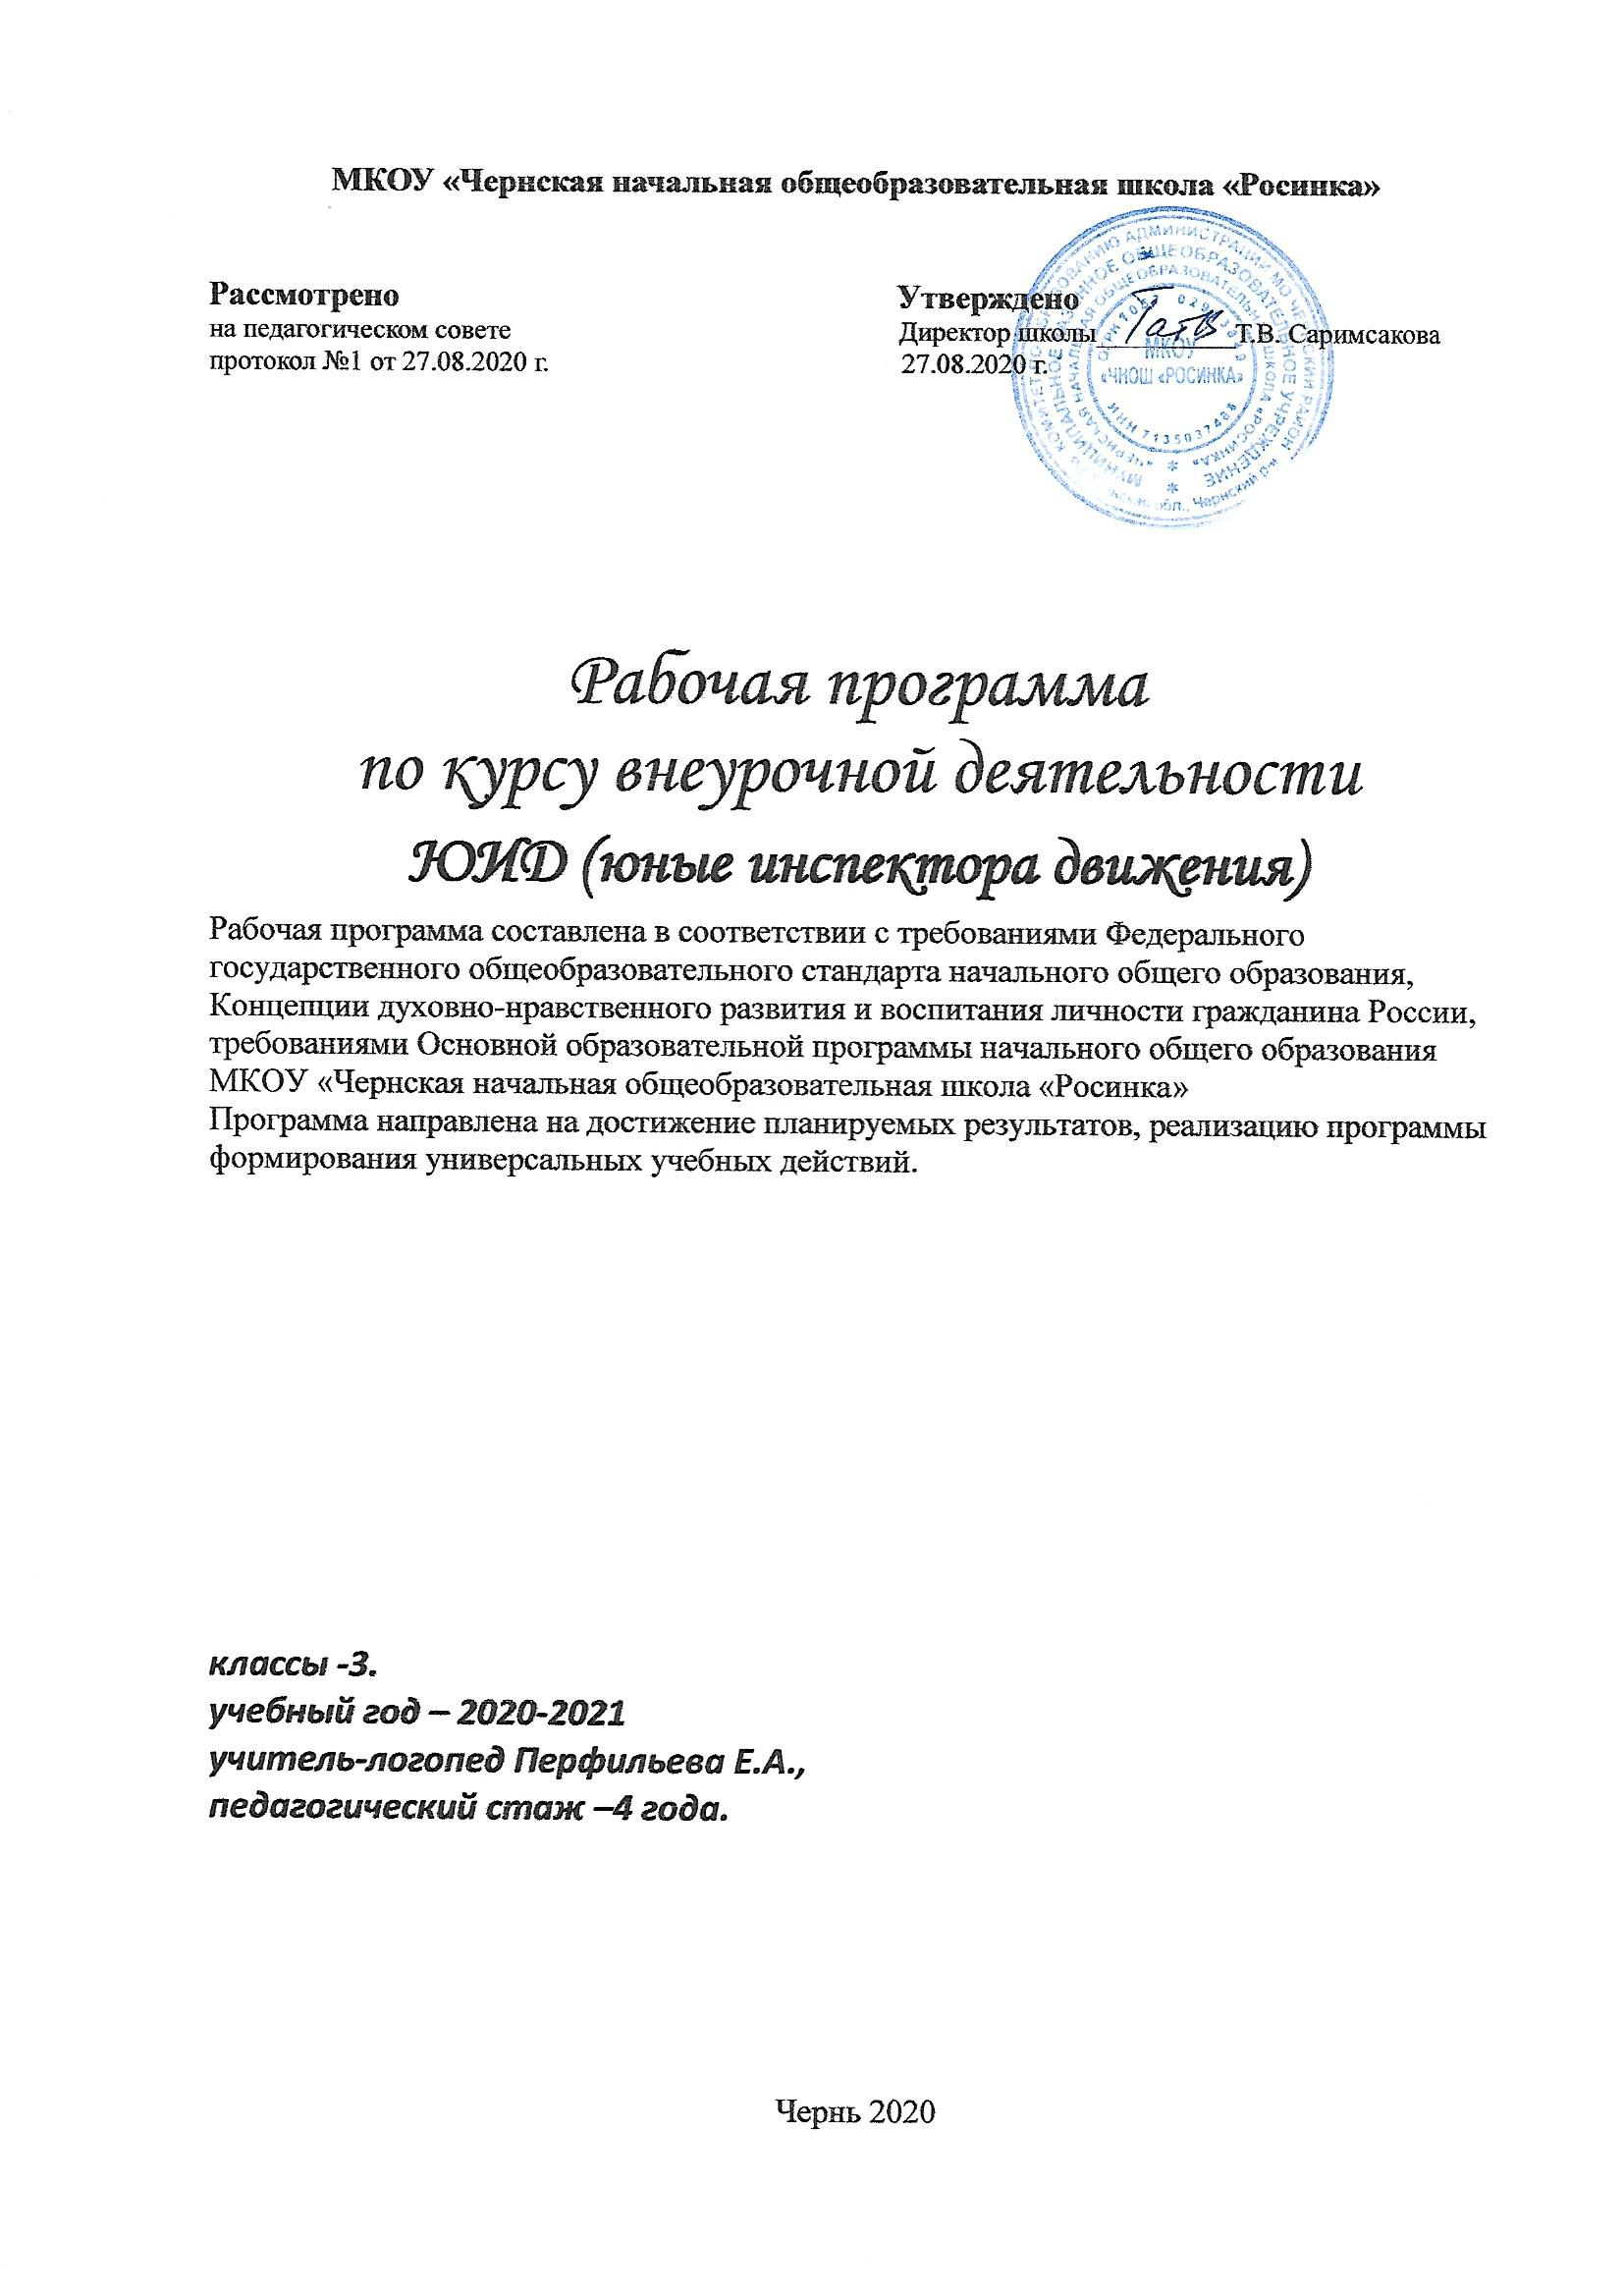 МКОУ «Чернская начальная общеобразовательная школа «Росинка»
Рассмотрено
на педагогическом совете
протокол №1 от 27.08.2020 г.
Утверждено
Директор школы__________Т.В. Саримсакова
27.08.2020 г.
МКОУ
«ЧНОШ «РОСИНКА»
ИНН 7135037488
Рабочая программа
по курсу внеурочной деятельности
ЮИД (юные инспектора движения)
Рабочая программа составлена в соответствии с требованиями Федерального
государственного общеобразовательного стандарта начального общего образования,
Концепции духовно-нравственного развития и воспитания личности гражданина России,
требованиями Основной образовательной программы начального общего образования
МКОУ «Чернская начальная общеобразовательная школа «Росинка»
Программа направлена на достижение планируемых результатов, реализацию программы
формирования универсальных учебных действий.
классы -3.
учебный год – 2020-2021
учитель-логопед Перфильева Е.А.,
педагогический стаж –4 года.
Чернь 2020